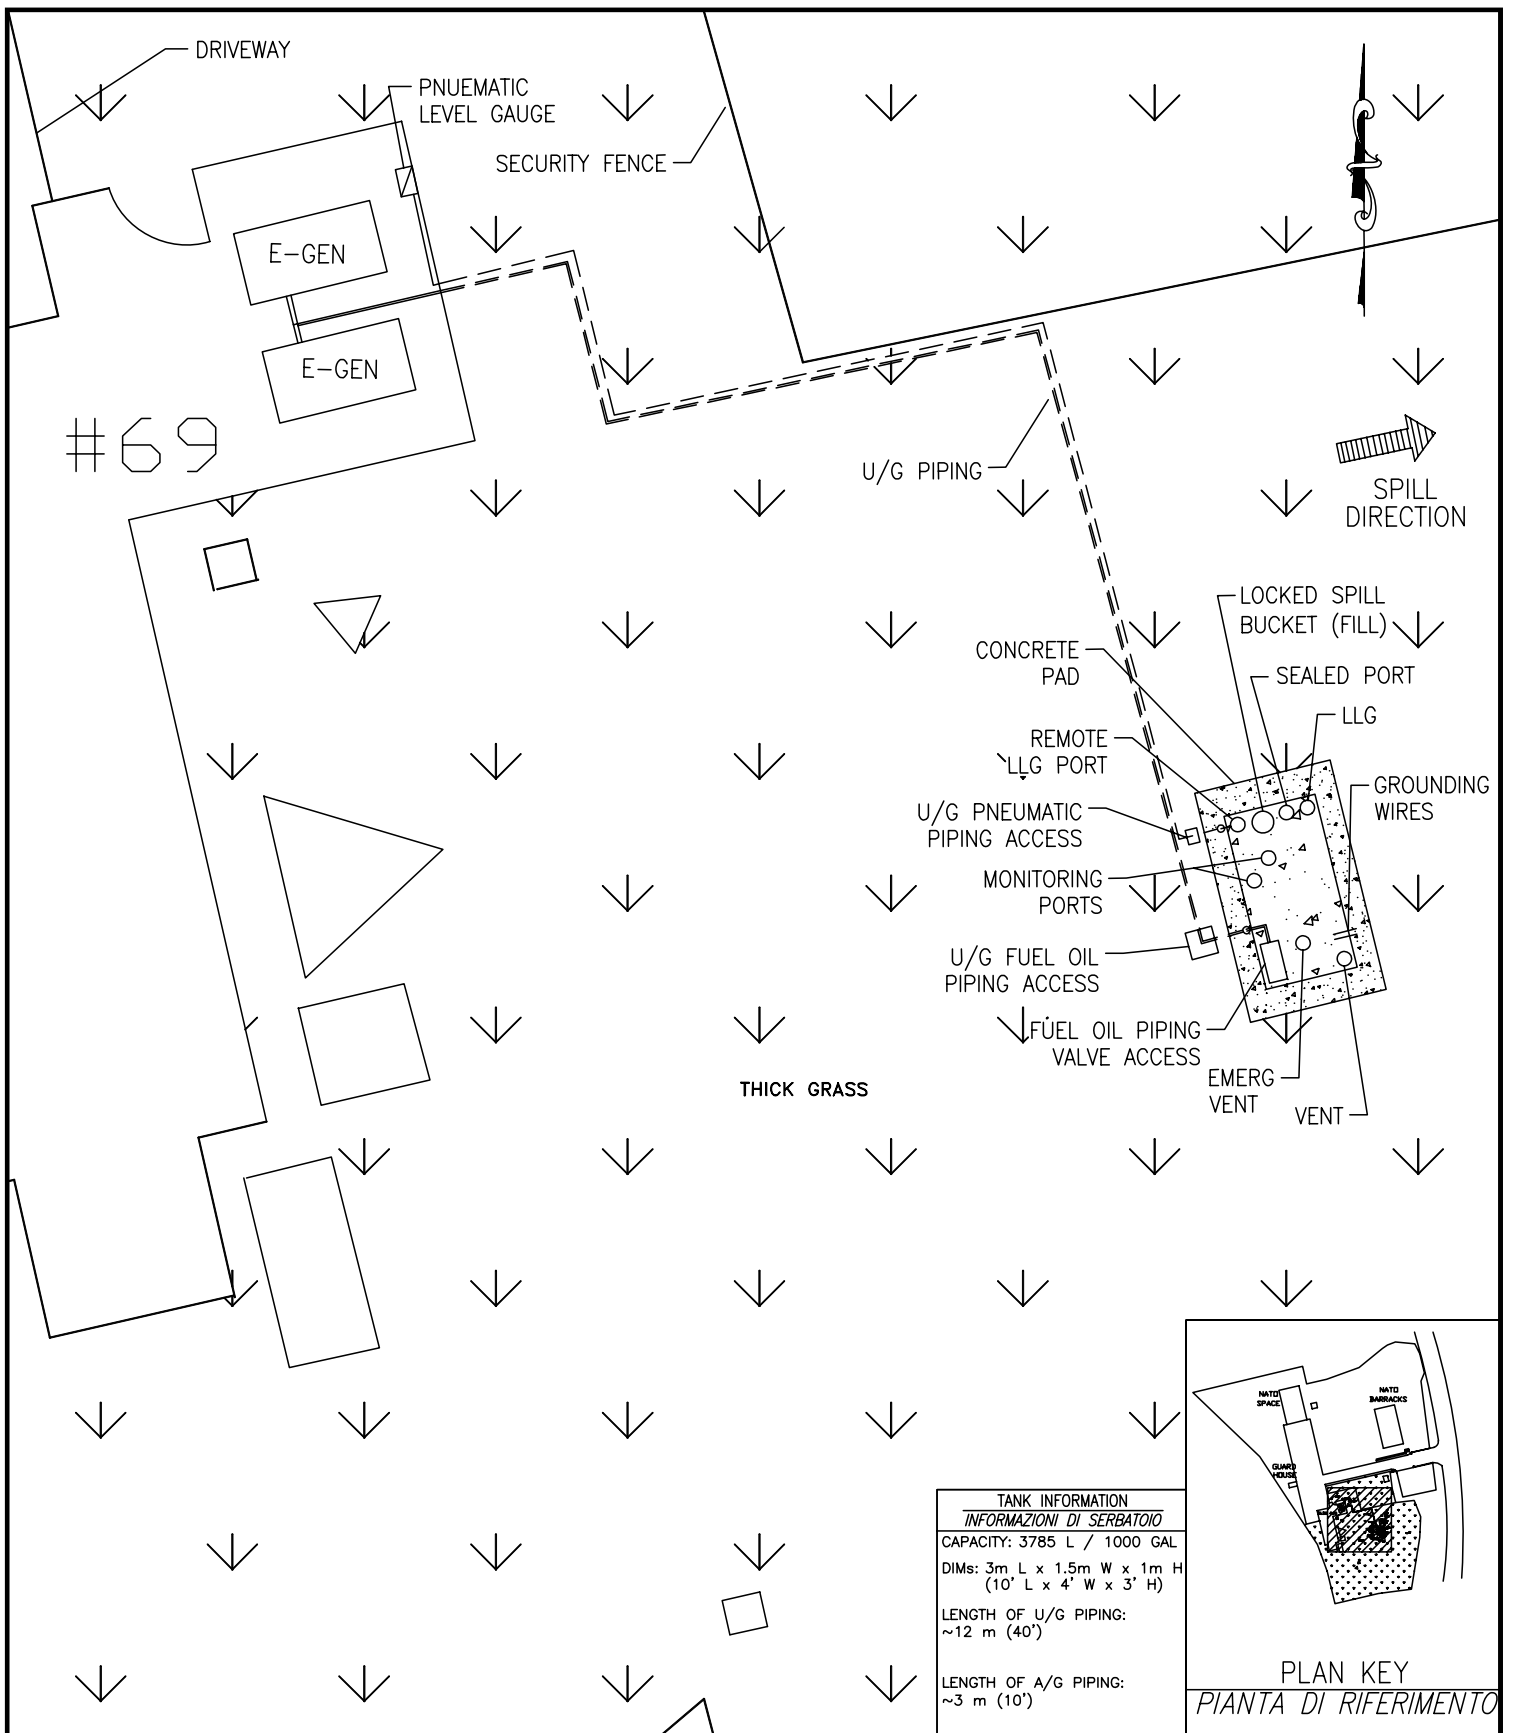 DRIVEWAY
PNUEMATIC
LEVEL GAUGE
SECURITY FENCE
E-GEN
E-GEN
#69
U/G PIPING
SPILL
DIRECTION
LOCKED SPILL
BUCKET (FILL)
CONCRETE
PAD
SEALED PORT
LLG
REMOTE
LLG PORT
GROUNDING
WIRES
U/G PNEUMATIC
PIPING ACCESS
MONITORING
PORTS
U/G FUEL OIL
PIPING ACCESS
FUEL OIL PIPING
VALVE ACCESS
EMERG
VENT
VENT
THICK GRASS
NATO
SPACE
NATO
BARRACKS
GUARD
HOUSE
PLAN KEY
PIANTA DI RIFERIMENTO
TANK INFORMATION
INFORMAZIONI DI SERBATOIO
CAPACITY: 3785 L / 1000 GAL
DIMs: 3m L x 1.5m W x 1m H
(10' L x 4' W x 3' H)
LENGTH OF U/G PIPING:
~12 m (40')
LENGTH OF A/G PIPING:
~3 m (10')